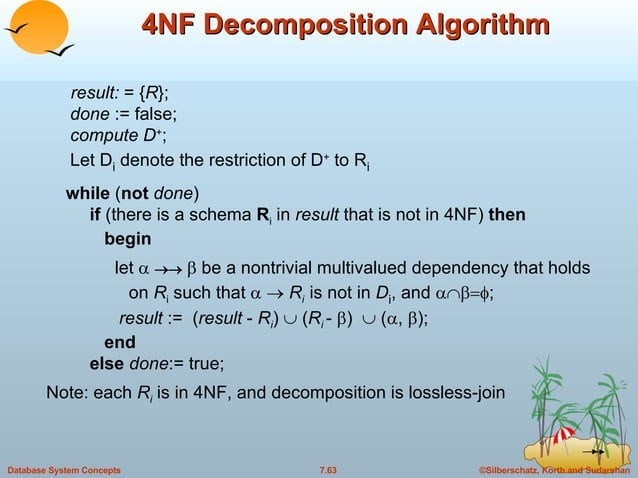 4NF Decomposition Algorithm
result: = {R};
done := false;
compute D⁺;
Let Dᵢ denote the restriction of D⁺ to Rᵢ
while (not done)
if (there is a schema Rᵢ in result that is not in 4NF) then
begin
let α →→ β be a nontrivial multivalued dependency that holds
on Rᵢ such that α → Rᵢ is not in Dᵢ, and α∩β=φ;
result := (result - Rᵢ) ∪ (Rᵢ - β) ∪ (α, β);
end
else done:= true;
Note: each Rᵢ is in 4NF, and decomposition is lossless-join
Database System Concepts 7.63 ©Silberschatz, Korth and Sudarshan